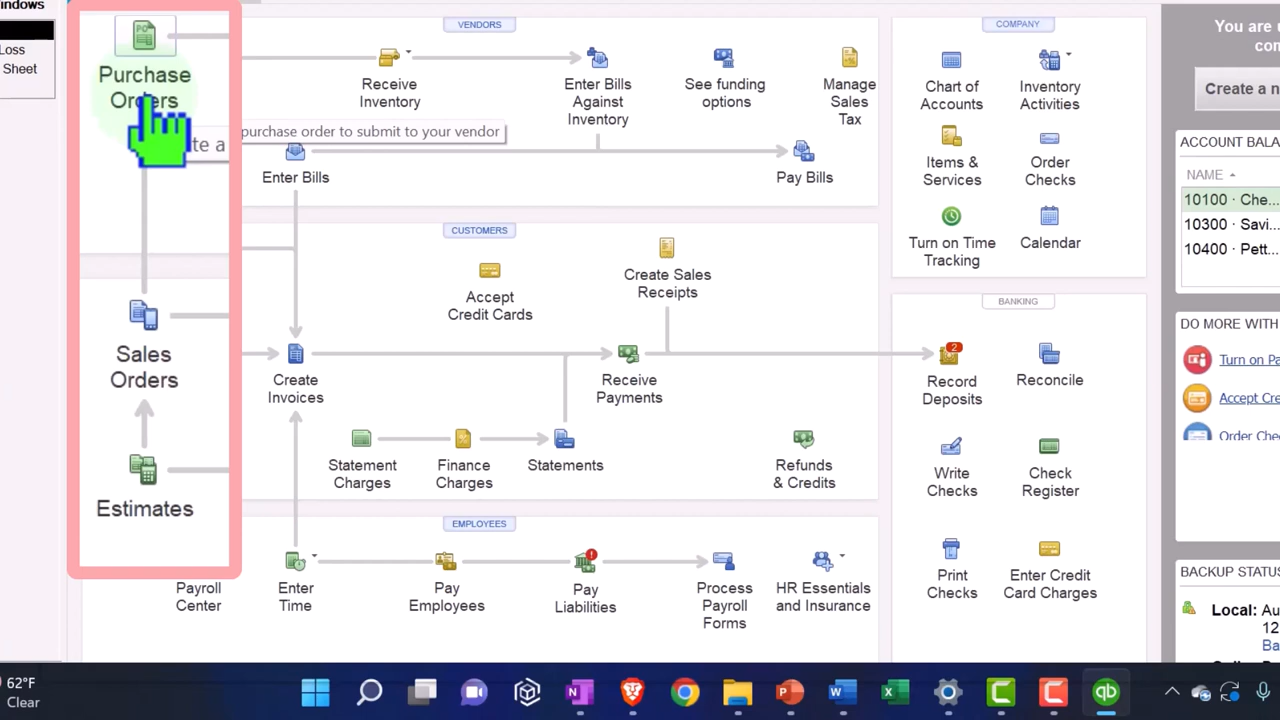 indows
Loss
Sheet
Purchase
Orders
te a
purchase order to submit to your vendor
Sales
Orders
Estimates
VENDORS
Receive
Inventory
Enter Bills
Against
Inventory
See funding
options
Manage
Sales
Tax
Enter Bills
Pay Bills
CUSTOMERS
Accept
Credit Cards
Create Sales
Receipts
Create
Invoices
Receive
Payments
Statement
Charges
Finance
Charges
Statements
Refunds
& Credits
EMPLOYEES
Payroll
Center
Enter
Time
Pay
Employees
Pay
Liabilities
Process
Payroll
Forms
HR Essentials
and Insurance
COMPANY
Chart of
Accounts
Inventory
Activities
Items &
Services
Order
Checks
Turn on Time
Tracking
Calendar
BANKING
2
Record
Deposits
Reconcile
Write
Checks
Check
Register
Print
Checks
Enter Credit
Card Charges
You are u
com
Create a n
ACCOUNT BALA
NAME
10100 · Che...
10300 · Savi...
10400 · Pett...
DO MORE WITH
Turn on Pa
Accept Cre
Order Chec
BACKUP STATUS
Local: Au
12
Ba
62°F
Clear
qb